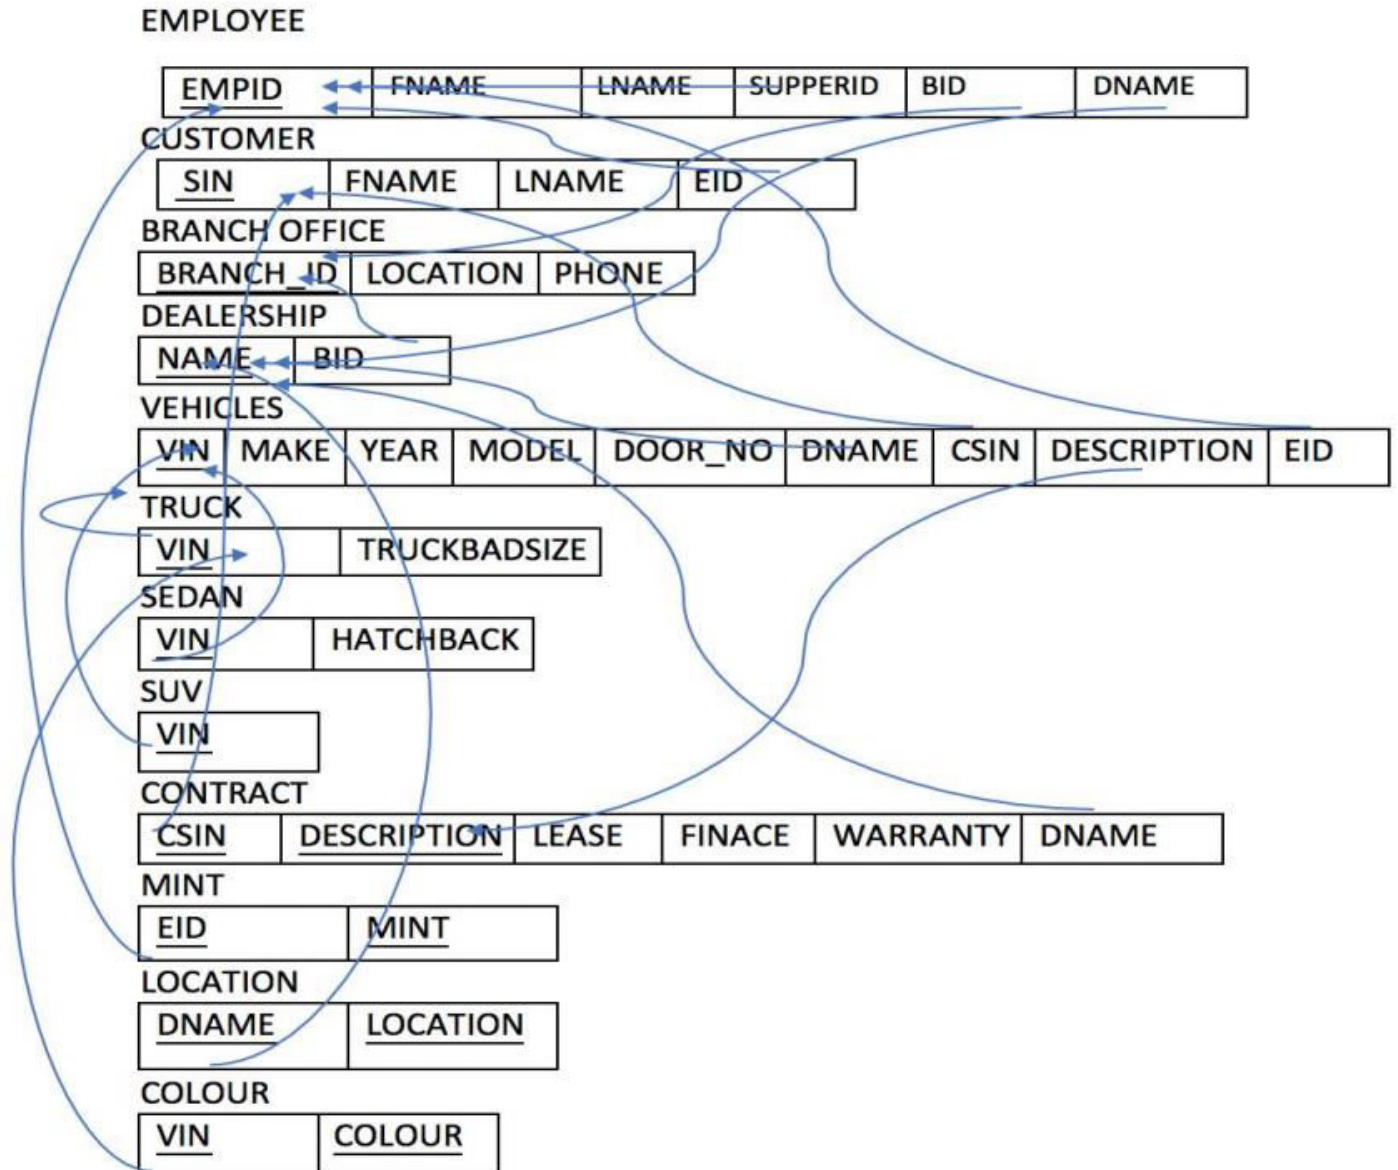 EMPLOYEE
EMPID FNAME LNAME SUPPERID BID DNAME
CUSTOMER
SIN FNAME LNAME EID
BRANCH OFFICE
BRANCH_ID LOCATION PHONE
DEALERSHIP
NAME BID
VEHICLES
VIN MAKE YEAR MODEL DOOR_NO DNAME CSIN DESCRIPTION EID
TRUCK
VIN TRUCKBADSIZE
SEDAN
VIN HATCHBACK
SUV
VIN
CONTRACT
CSIN DESCRIPTION LEASE FINACE WARRANTY DNAME
MINT
EID MINT
LOCATION
DNAME LOCATION
COLOUR
VIN COLOUR